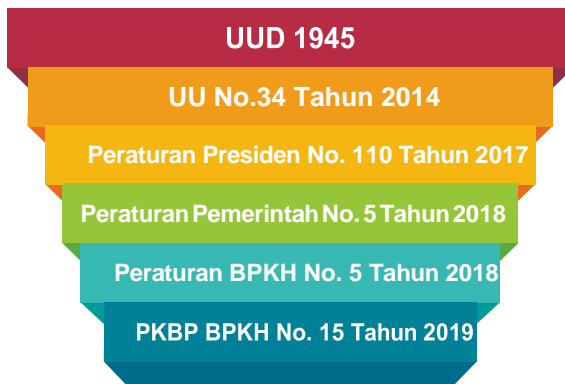 UUD 1945
UU No.34 Tahun 2014
Peraturan Presiden No. 110 Tahun 2017
Peraturan Pemerintah No. 5 Tahun 2018
Peraturan BPKH No. 5 Tahun 2018
PKBP BPKH No. 15 Tahun 2019